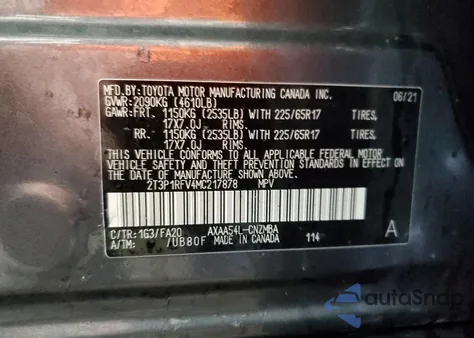 MFD.BY:TOYOTA MOTOR MANUFACTURING CANADA INC.
GVWR:2090KG (4610LB) 06/21
GAWR:FRT. 1150KG (2535LB) WITH 225/65R17 TIRES,
17X7.0J RIMS.
RR. 1150KG (2535LB) WITH 225/65R17 TIRES,
17X7.0J RIMS.
THIS VEHICLE CONFORMS TO ALL APPLICABLE FEDERAL MOTOR
VEHICLE SAFETY AND THEFT PREVENTION STANDARDS IN EFFECT ON
THE DATE OF MANUFACTURE SHOWN ABOVE.
2T3P1RFV4MC217878 MPV
C/TR:1G3/FA20 AXAA54L-CNZMBA A
A/TM: /UB80F MADE IN CANADA 114
autoSnap